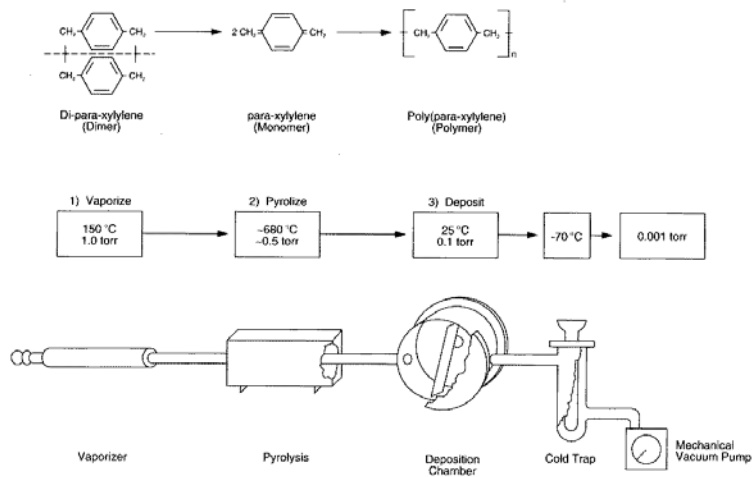 CH₂ CH₂
CH₂ CH₂
2 CH₂ CH₂
CH₂ CH₂
n
Di-para-xylylene
(Dimer)
para-xylylene
(Monomer)
Poly(para-xylylene)
(Polymer)
1) Vaporize
150 °C
1.0 torr
2) Pyrolize
~680 °C
~0.5 torr
3) Deposit
25 °C
0.1 torr
-70 °C
0.001 torr
Vaporizer
Pyrolysis
Deposition
Chamber
Cold Trap
Mechanical
Vacuum Pump